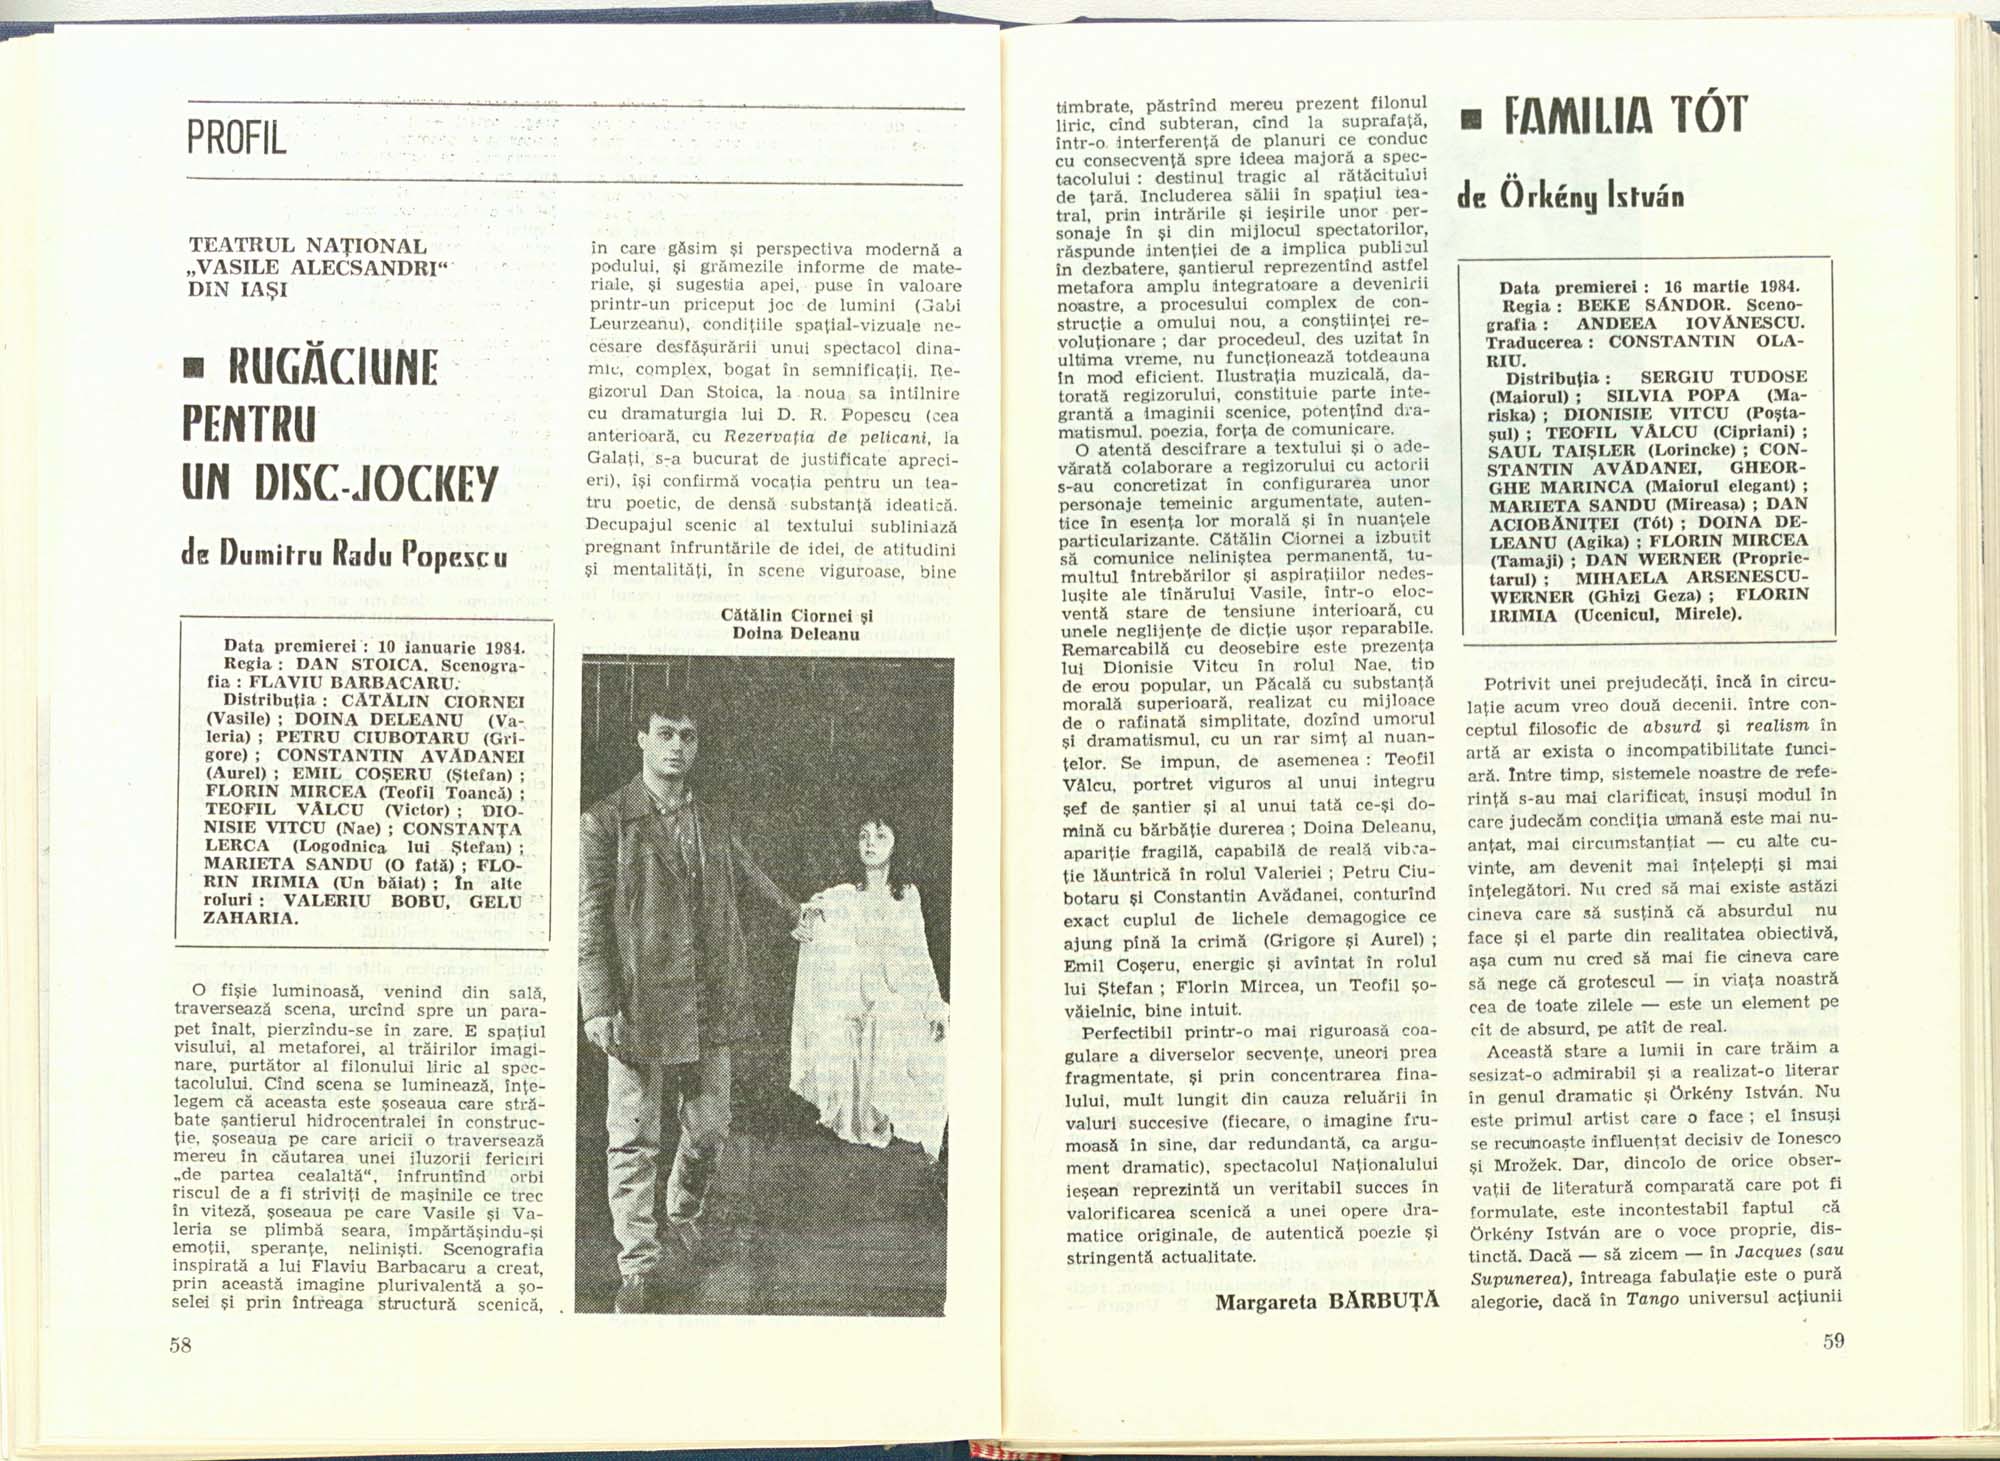 PROFIL
TEATRUL NAȚIONAL
„VASILE ALECSANDRI“
DIN IAȘI
■ RUGĂCIUNE
PENTRU
UN DISC-JOCKEY
de Dumitru Radu Popescu
Data premierei : 10 ianuarie 1984.
Regia : DAN STOICA. Scenogra-
fia : FLAVIU BARBACARU.
Distribuția : CĂTĂLIN CIORNEI
(Vasile) ; DOINA DELEANU (Va-
leria) ; PETRU CIUBOTARU (Gri-
gore) ; CONSTANTIN AVĂDANEI
(Aurel) ; EMIL COȘERU (Ștefan) ;
FLORIN MIRCEA (Teofil Toancă) ;
TEOFIL VÂLCU (Victor) ; DIO-
NISIE VITCU (Nae) ; CONSTANȚA
LERCA (Logodnica lui Ștefan) ;
MARIETA SANDU (O fată) ; FLO-
RIN IRIMIA (Un băiat) ; În alte
roluri : VALERIU BOBU, GELU
ZAHARIA.
O fîșie luminoasă, venind din sală,
traversează scena, urcînd spre un para-
pet înalt, pierzîndu-se în zare. E spațiul
visului, al metaforei, al trăirilor imagi-
nare, purtător al filonului liric al spec-
tacolului. Cînd scena se luminează, înțe-
legem că aceasta este șoseaua care stră-
bate șantierul hidrocentralei în construc-
ție, șoseaua pe care aricii o traversează
mereu în căutarea unei iluzorii fericiri
„de partea cealaltă“, înfruntînd orbi
riscul de a fi striviți de mașinile ce trec
în viteză, șoseaua pe care Vasile și Va-
leria se plimbă seara, împărtășindu-și
emoții, speranțe, neliniști. Scenografia
inspirată a lui Flaviu Barbacaru a creat,
prin această imagine plurivalentă a șo-
selei și prin întreaga structură scenică,
58
în care găsim și perspectiva modernă a
podului, și grămezile informe de mate-
riale, și sugestia apei, puse în valoare
printr-un priceput joc de lumini (Gabi
Leurzeanu), condițiile spațial-vizuale ne-
cesare desfășurării unui spectacol dina-
mic, complex, bogat în semnificații. Re-
gizorul Dan Stoica, la noua sa întîlnire
cu dramaturgia lui D. R. Popescu (cea
anterioară, cu Rezervația de pelicani, la
Galați, s-a bucurat de justificate apreci-
eri), își confirmă vocația pentru un tea-
tru poetic, de densă substanță ideatică.
Decupajul scenic al textului subliniază
pregnant înfruntările de idei, de atitudini
și mentalități, în scene viguroase, bine
Cătălin Ciornei și
Doina Deleanu
timbrate, păstrînd mereu prezent filonul
liric, cînd subteran, cînd la suprafață,
într-o interferență de planuri ce conduc
cu consecvență spre ideea majoră a spec-
tacolului : destinul tragic al rătăcitului
de țară. Includerea sălii în spațiul tea-
tral, prin intrările și ieșirile unor per-
sonaje în și din mijlocul spectatorilor,
răspunde intenției de a implica publicul
în dezbatere, șantierul reprezentînd astfel
metafora amplu integratoare a devenirii
noastre, a procesului complex de con-
strucție a omului nou, a conștiinței re-
voluționare ; dar procedeul, des uzitat în
ultima vreme, nu funcționează totdeauna
în mod eficient. Ilustrația muzicală, da-
torată regizorului, constituie parte inte-
grantă a imaginii scenice, potențînd dra-
matismul, poezia, forța de comunicare.
O atentă descifrare a textului și o ade-
vărată colaborare a regizorului cu actorii
s-au concretizat în configurarea unor
personaje temeinic argumentate, auten-
tice în esența lor morală și în nuanțele
particularizante. Cătălin Ciornei a izbutit
să comunice neliniștea permanentă, tu-
multul întrebărilor și aspirațiilor nedes-
lușite ale tînărului Vasile, într-o eloc-
ventă stare de tensiune interioară, cu
unele neglijențe de dicție ușor reparabile.
Remarcabilă cu deosebire este prezența
lui Dionisie Vitcu în rolul Nae, tip
de erou popular, un Păcală cu substanță
morală superioară, realizat cu mijloace
de o rafinată simplitate, dozînd umorul
și dramatismul, cu un rar simț al nuan-
țelor. Se impun, de asemenea : Teofil
Vâlcu, portret viguros al unui integru
șef de șantier și al unui tată ce-și do-
mină cu bărbăție durerea ; Doina Deleanu,
apariție fragilă, capabilă de reală vibra-
ție lăuntrică în rolul Valeriei ; Petru Ciu-
botaru și Constantin Avădanei, conturînd
exact cuplul de lichele demagogice ce
ajung pînă la crimă (Grigore și Aurel) ;
Emil Coșeru, energic și avîntat în rolul
lui Ștefan ; Florin Mircea, un Teofil șo-
văielnic, bine intuit.
Perfectibil printr-o mai riguroasă coa-
gulare a diverselor secvențe, uneori prea
fragmentate, și prin concentrarea fina-
lului, mult lungit din cauza reluării în
valuri succesive (fiecare, o imagine fru-
moasă în sine, dar redundantă, ca argu-
ment dramatic), spectacolul Naționalului
ieșean reprezintă un veritabil succes în
valorificarea scenică a unei opere dra-
matice originale, de autentică poezie și
stringentă actualitate.
Margareta BĂRBUȚĂ
■ FAMILIA TÓT
de Örkény István
Data premierei : 16 martie 1984.
Regia : BEKE SÁNDOR. Sceno-
grafia : ANDEEA IOVĂNESCU.
Traducerea : CONSTANTIN OLA-
RIU.
Distribuția : SERGIU TUDOSE
(Maiorul) ; SILVIA POPA (Ma-
riska) ; DIONISIE VITCU (Poșta-
șul) ; TEOFIL VÂLCU (Cipriani) ;
SAUL TAIȘLER (Lorincke) ; CON-
STANTIN AVĂDANEI, GHEOR-
GHE MARINCA (Maiorul elegant) ;
MARIETA SANDU (Mireasa) ; DAN
ACIOBĂNIȚEI (Tót) ; DOINA DE-
LEANU (Agika) ; FLORIN MIRCEA
(Tamaji) ; DAN WERNER (Proprie-
tarul) ; MIHAELA ARSENESCU-
WERNER (Ghizi Geza) ; FLORIN
IRIMIA (Ucenicul, Mirele).
Potrivit unei prejudecăți, încă în circu-
lație acum vreo două decenii, între con-
ceptul filosofic de absurd și realism în
artă ar exista o incompatibilitate funci-
ară. Între timp, sistemele noastre de refe-
rință s-au mai clarificat, însuși modul în
care judecăm condiția umană este mai nu-
anțat, mai circumstanțiat — cu alte cu-
vinte, am devenit mai înțelepți și mai
înțelegători. Nu cred să mai existe astăzi
cineva care să susțină că absurdul nu
face și el parte din realitatea obiectivă,
așa cum nu cred să mai fie cineva care
să nege că grotescul — în viața noastră
cea de toate zilele — este un element pe
cît de absurd, pe atît de real.
Această stare a lumii în care trăim a
sesizat-o admirabil și a realizat-o literar
în genul dramatic și Örkény István. Nu
este primul artist care o face ; el însuși
se recunoaște influențat decisiv de Ionesco
și Mrožek. Dar, dincolo de orice obser-
vații de literatură comparată care pot fi
formulate, este incontestabil faptul că
Örkény István are o voce proprie, dis-
tinctă. Dacă — să zicem — în Jacques (sau
Supunerea), întreaga fabulație este o pură
alegorie, dacă în Tango universul acțiunii
59